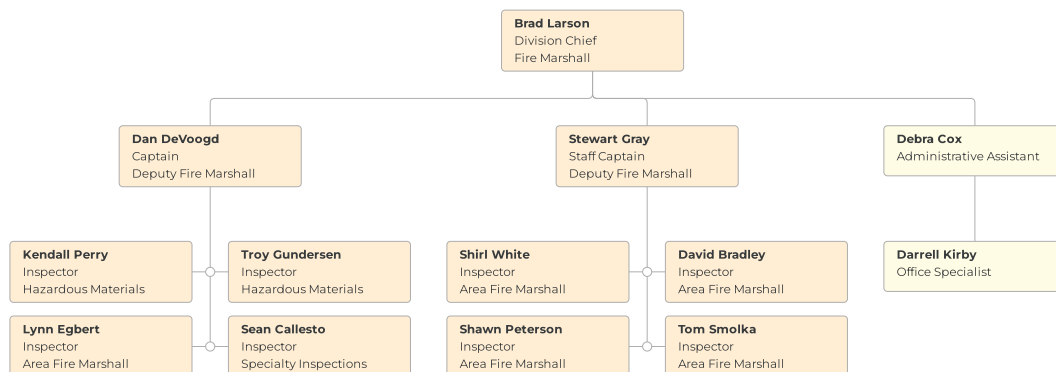 Brad Larson
Division Chief
Fire Marshall
Dan DeVoogd
Captain
Deputy Fire Marshall
Stewart Gray
Staff Captain
Deputy Fire Marshall
Debra Cox
Administrative Assistant
Kendall Perry
Inspector
Hazardous Materials
Troy Gundersen
Inspector
Hazardous Materials
Shirl White
Inspector
Area Fire Marshall
David Bradley
Inspector
Area Fire Marshall
Darrell Kirby
Office Specialist
Lynn Egbert
Inspector
Area Fire Marshall
Sean Callesto
Inspector
Specialty Inspections
Shawn Peterson
Inspector
Area Fire Marshall
Tom Smolka
Inspector
Area Fire Marshall